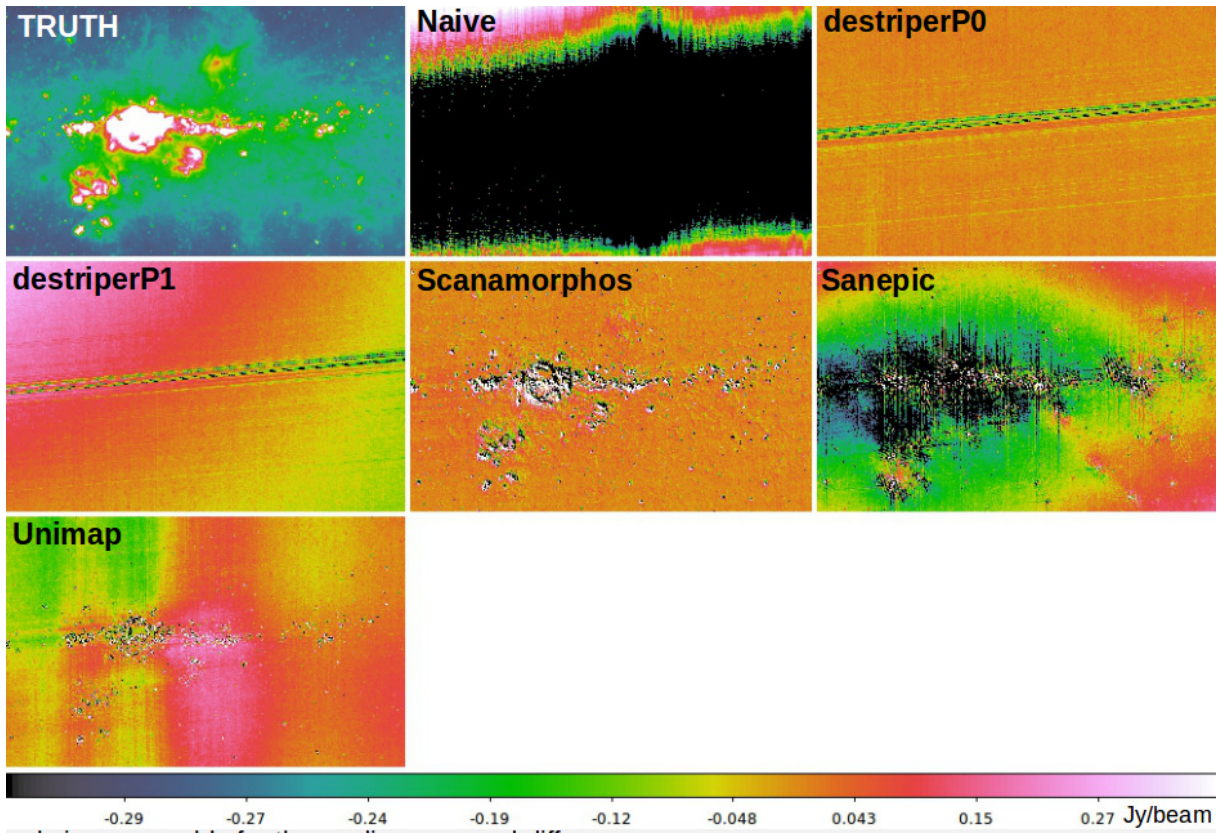 TRUTH
Naive
destriperP0
destriperP1
Scanamorphos
Sanepic
Unimap
-0.29 -0.27 -0.24 -0.19 -0.12 -0.048 0.043 0.15 0.27 Jy/beam